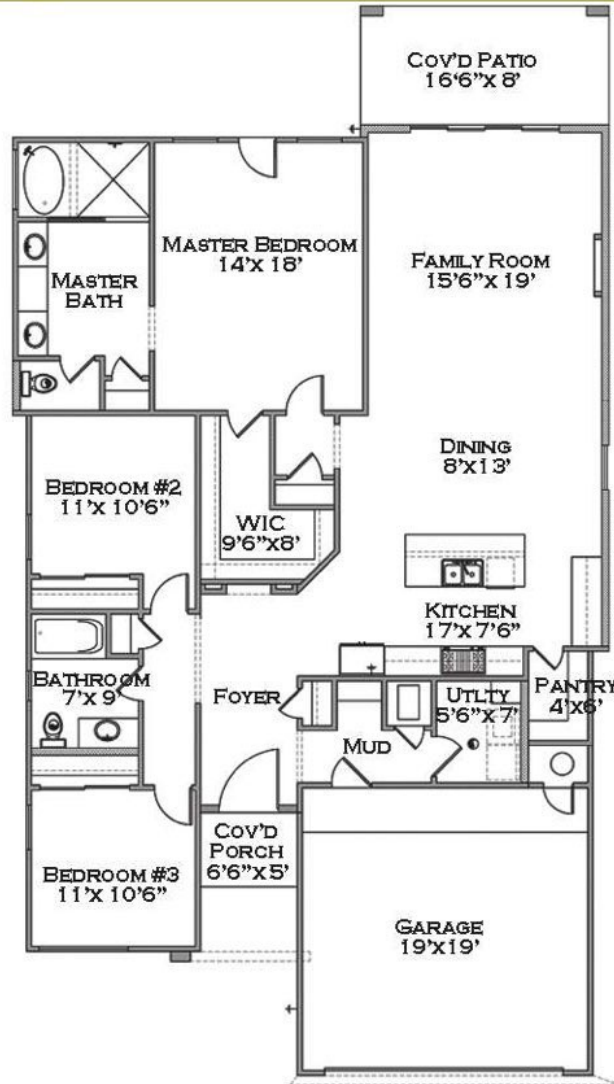 COV'D PATIO
16'6"X 8'
MASTER BEDROOM
14'X 18'
FAMILY ROOM
15'6"X 19'
MASTER
BATH
DINING
8'X13'
BEDROOM #2
11'X 10'6"
WIC
9'6"X8'
KITCHEN
17'X 7'6"
BATHROOM
7'X 9'
FOYER
UTLTY
5'6"X 7'
PANTRY
4'X6'
MUD
COV'D
PORCH
6'6"X5'
BEDROOM #3
11'X 10'6"
GARAGE
19'X19'